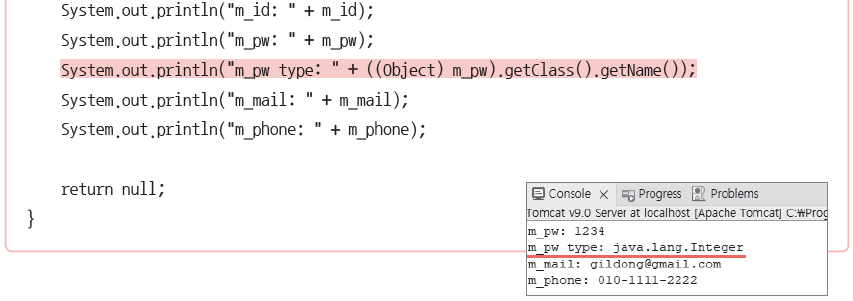 System.out.println("m_id: " + m_id);
System.out.println("m_pw: " + m_pw);
System.out.println("m_pw type: " + ((Object) m_pw).getClass().getName());
System.out.println("m_mail: " + m_mail);
System.out.println("m_phone: " + m_phone);
return null;
}
Console Progress Problems
Tomcat v9.0 Server at localhost [Apache Tomcat] C:₩Prog
m_pw: 1234
m_pw type: java.lang.Integer
m_mail: gildong@gmail.com
m_phone: 010-1111-2222